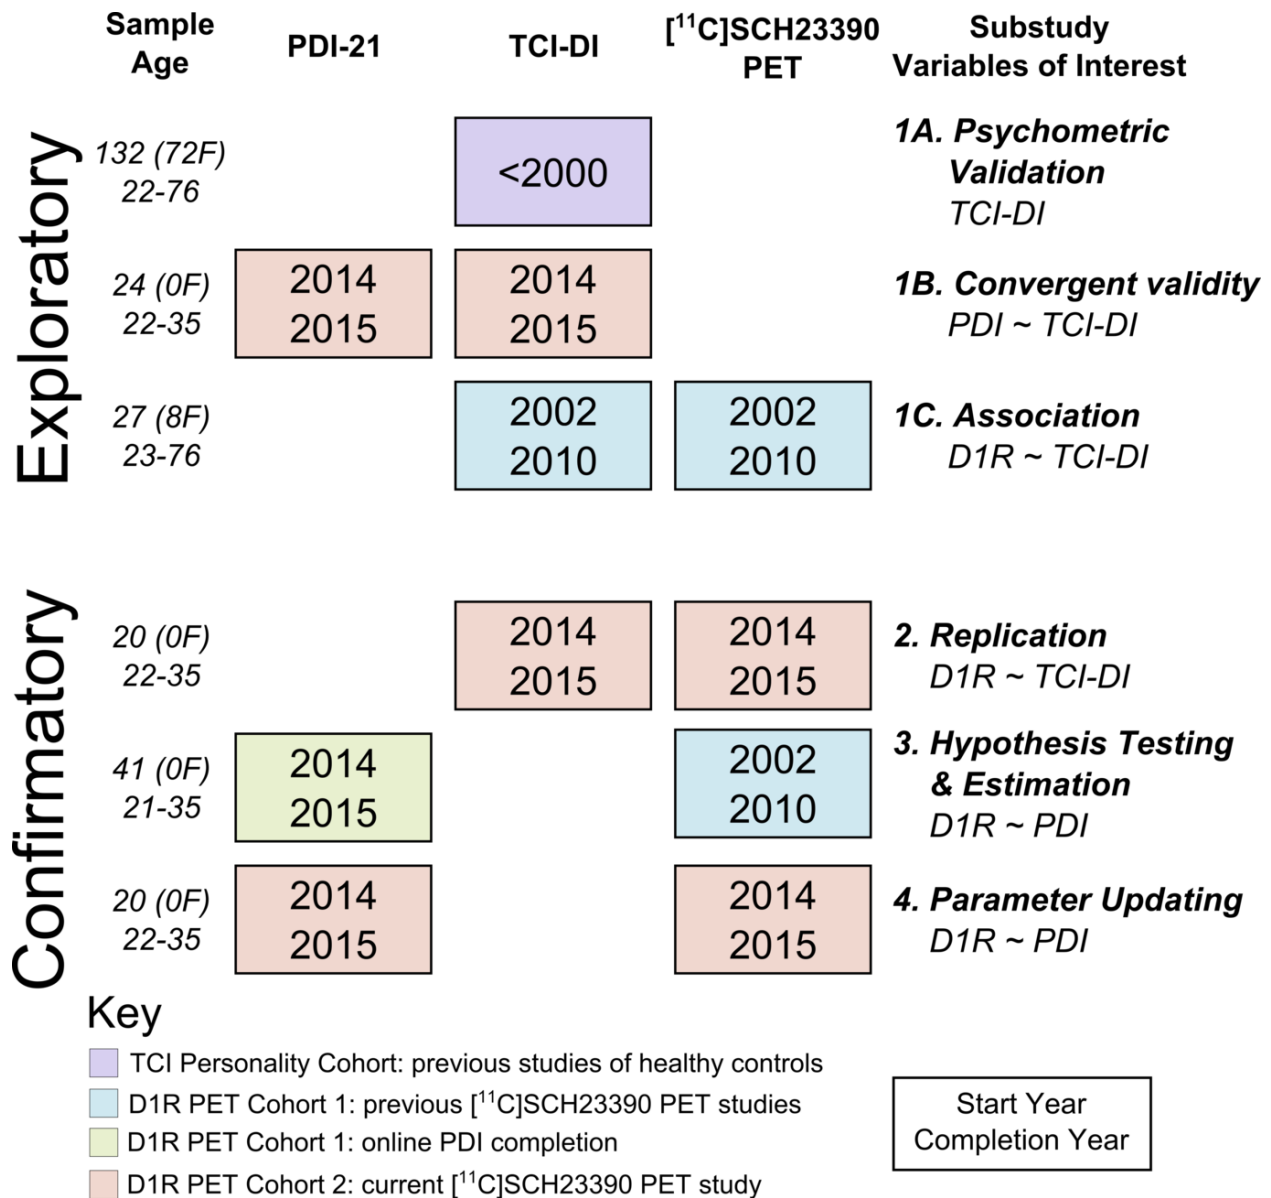 Sample Age
PDI-21
TCI-DI
[¹¹C]SCH23390 PET
Substudy
Variables of Interest
Exploratory
132 (72F)
22-76
<2000
1A. Psychometric
Validation
TCI-DI
24 (0F)
22-35
2014
2015
2014
2015
1B. Convergent validity
PDI ~ TCI-DI
27 (8F)
23-76
2002
2010
2002
2010
1C. Association
D1R ~ TCI-DI
Confirmatory
20 (0F)
22-35
2014
2015
2014
2015
2. Replication
D1R ~ TCI-DI
41 (0F)
21-35
2014
2015
2002
2010
3. Hypothesis Testing
& Estimation
D1R ~ PDI
20 (0F)
22-35
2014
2015
2014
2015
4. Parameter Updating
D1R ~ PDI
Key
TCI Personality Cohort: previous studies of healthy controls
D1R PET Cohort 1: previous [¹¹C]SCH23390 PET studies
D1R PET Cohort 1: online PDI completion
D1R PET Cohort 2: current [¹¹C]SCH23390 PET study
Start Year
Completion Year